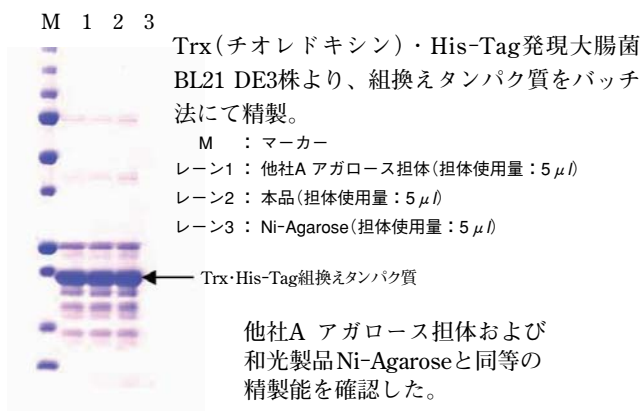 M 1 2 3
Trx(チオレドキシン)・His-Tag発現大腸菌
BL21 DE3株より、組換えタンパク質をバッチ
法にて精製。
M ：マーカー
レーン1：他社A アガロース担体(担体使用量：5μl)
レーン2：本品(担体使用量：5μl)
レーン3：Ni-Agarose(担体使用量：5μl)
Trx・His-Tag組換えタンパク質
他社A アガロース担体および
和光製品Ni-Agaroseと同等の
精製能を確認した。